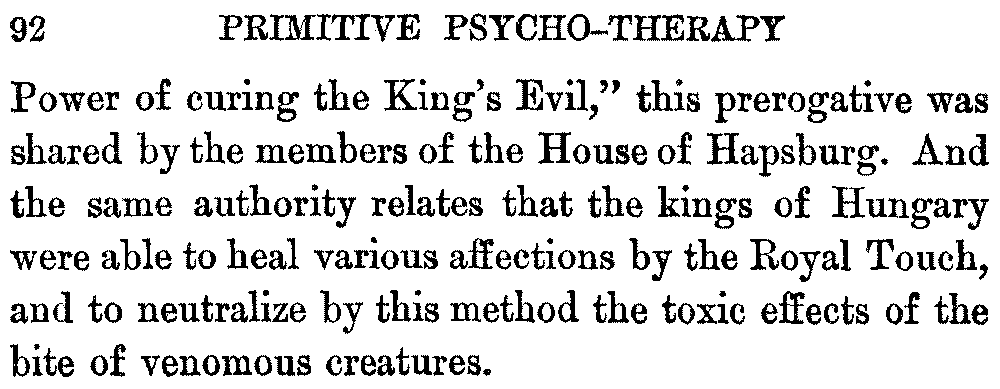 92 PRIMITIVE PSYCHO-THERAPY
Power of curing the King's Evil," this prerogative was
shared by the members of the House of Hapsburg. And
the same authority relates that the kings of Hungary
were able to heal various affections by the Royal Touch,
and to neutralize by this method the toxic effects of the
bite of venomous creatures.